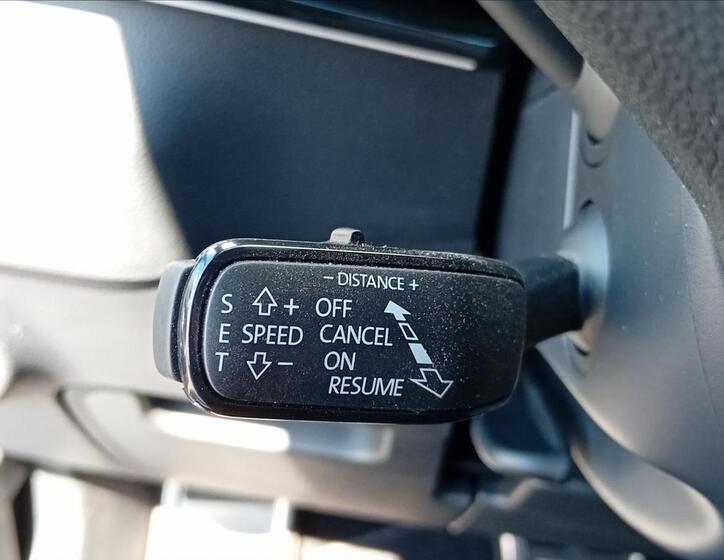 − DISTANCE +
S + OFF
E SPEED CANCEL
T − ON
RESUME